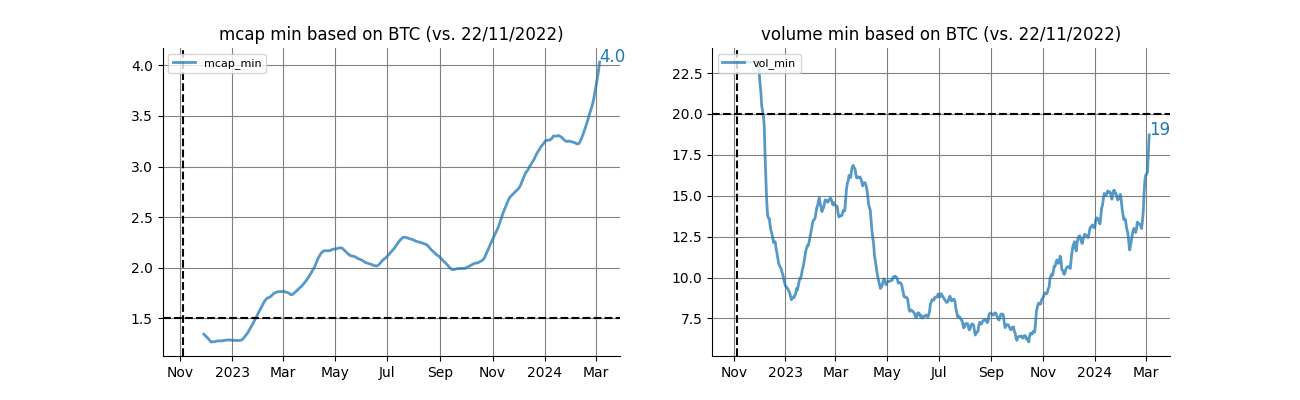 mcap min based on BTC (vs. 22/11/2022)
4.0
mcap_min
4.0
3.5
3.0
2.5
2.0
1.5
Nov 2023 Mar May Jul Sep Nov 2024 Mar
volume min based on BTC (vs. 22/11/2022)
vol_min
22.5
20.0
19
17.5
15.0
12.5
10.0
7.5
Nov 2023 Mar May Jul Sep Nov 2024 Mar